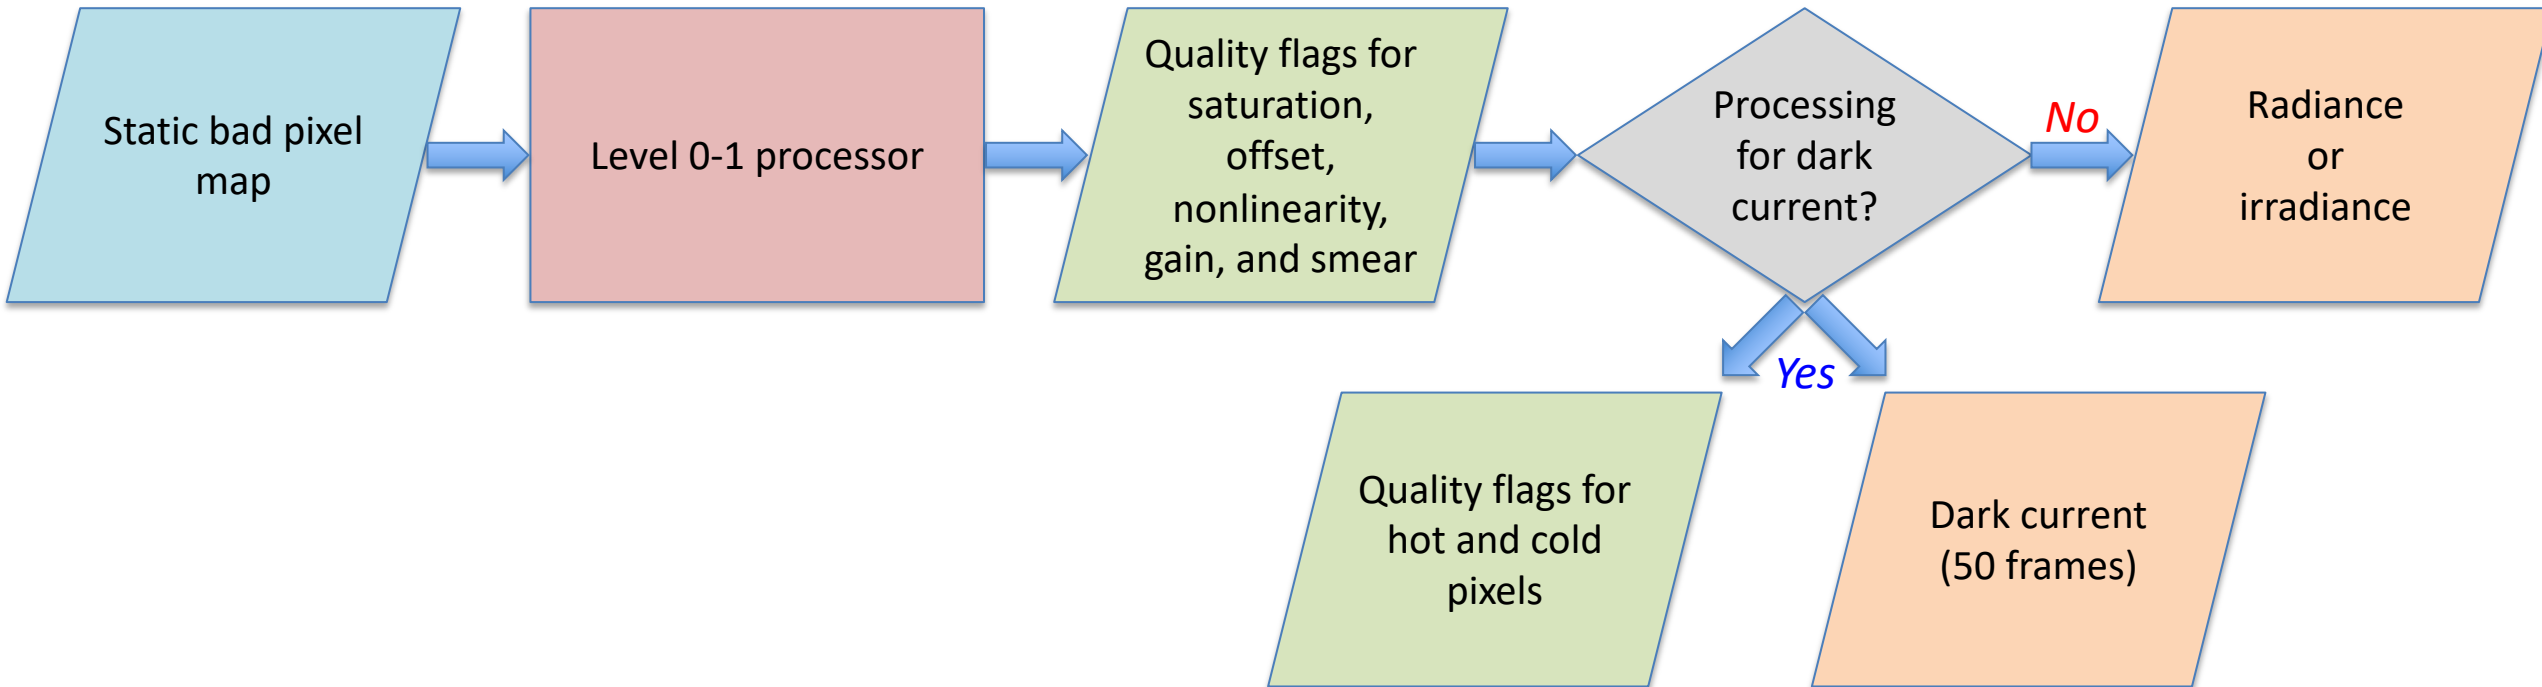 Static bad pixel
map
Level 0-1 processor
Quality flags for
saturation,
offset,
nonlinearity,
gain, and smear
Processing
for dark
current?
No
Radiance
or
irradiance
Yes
Quality flags for
hot and cold
pixels
Dark current
(50 frames)